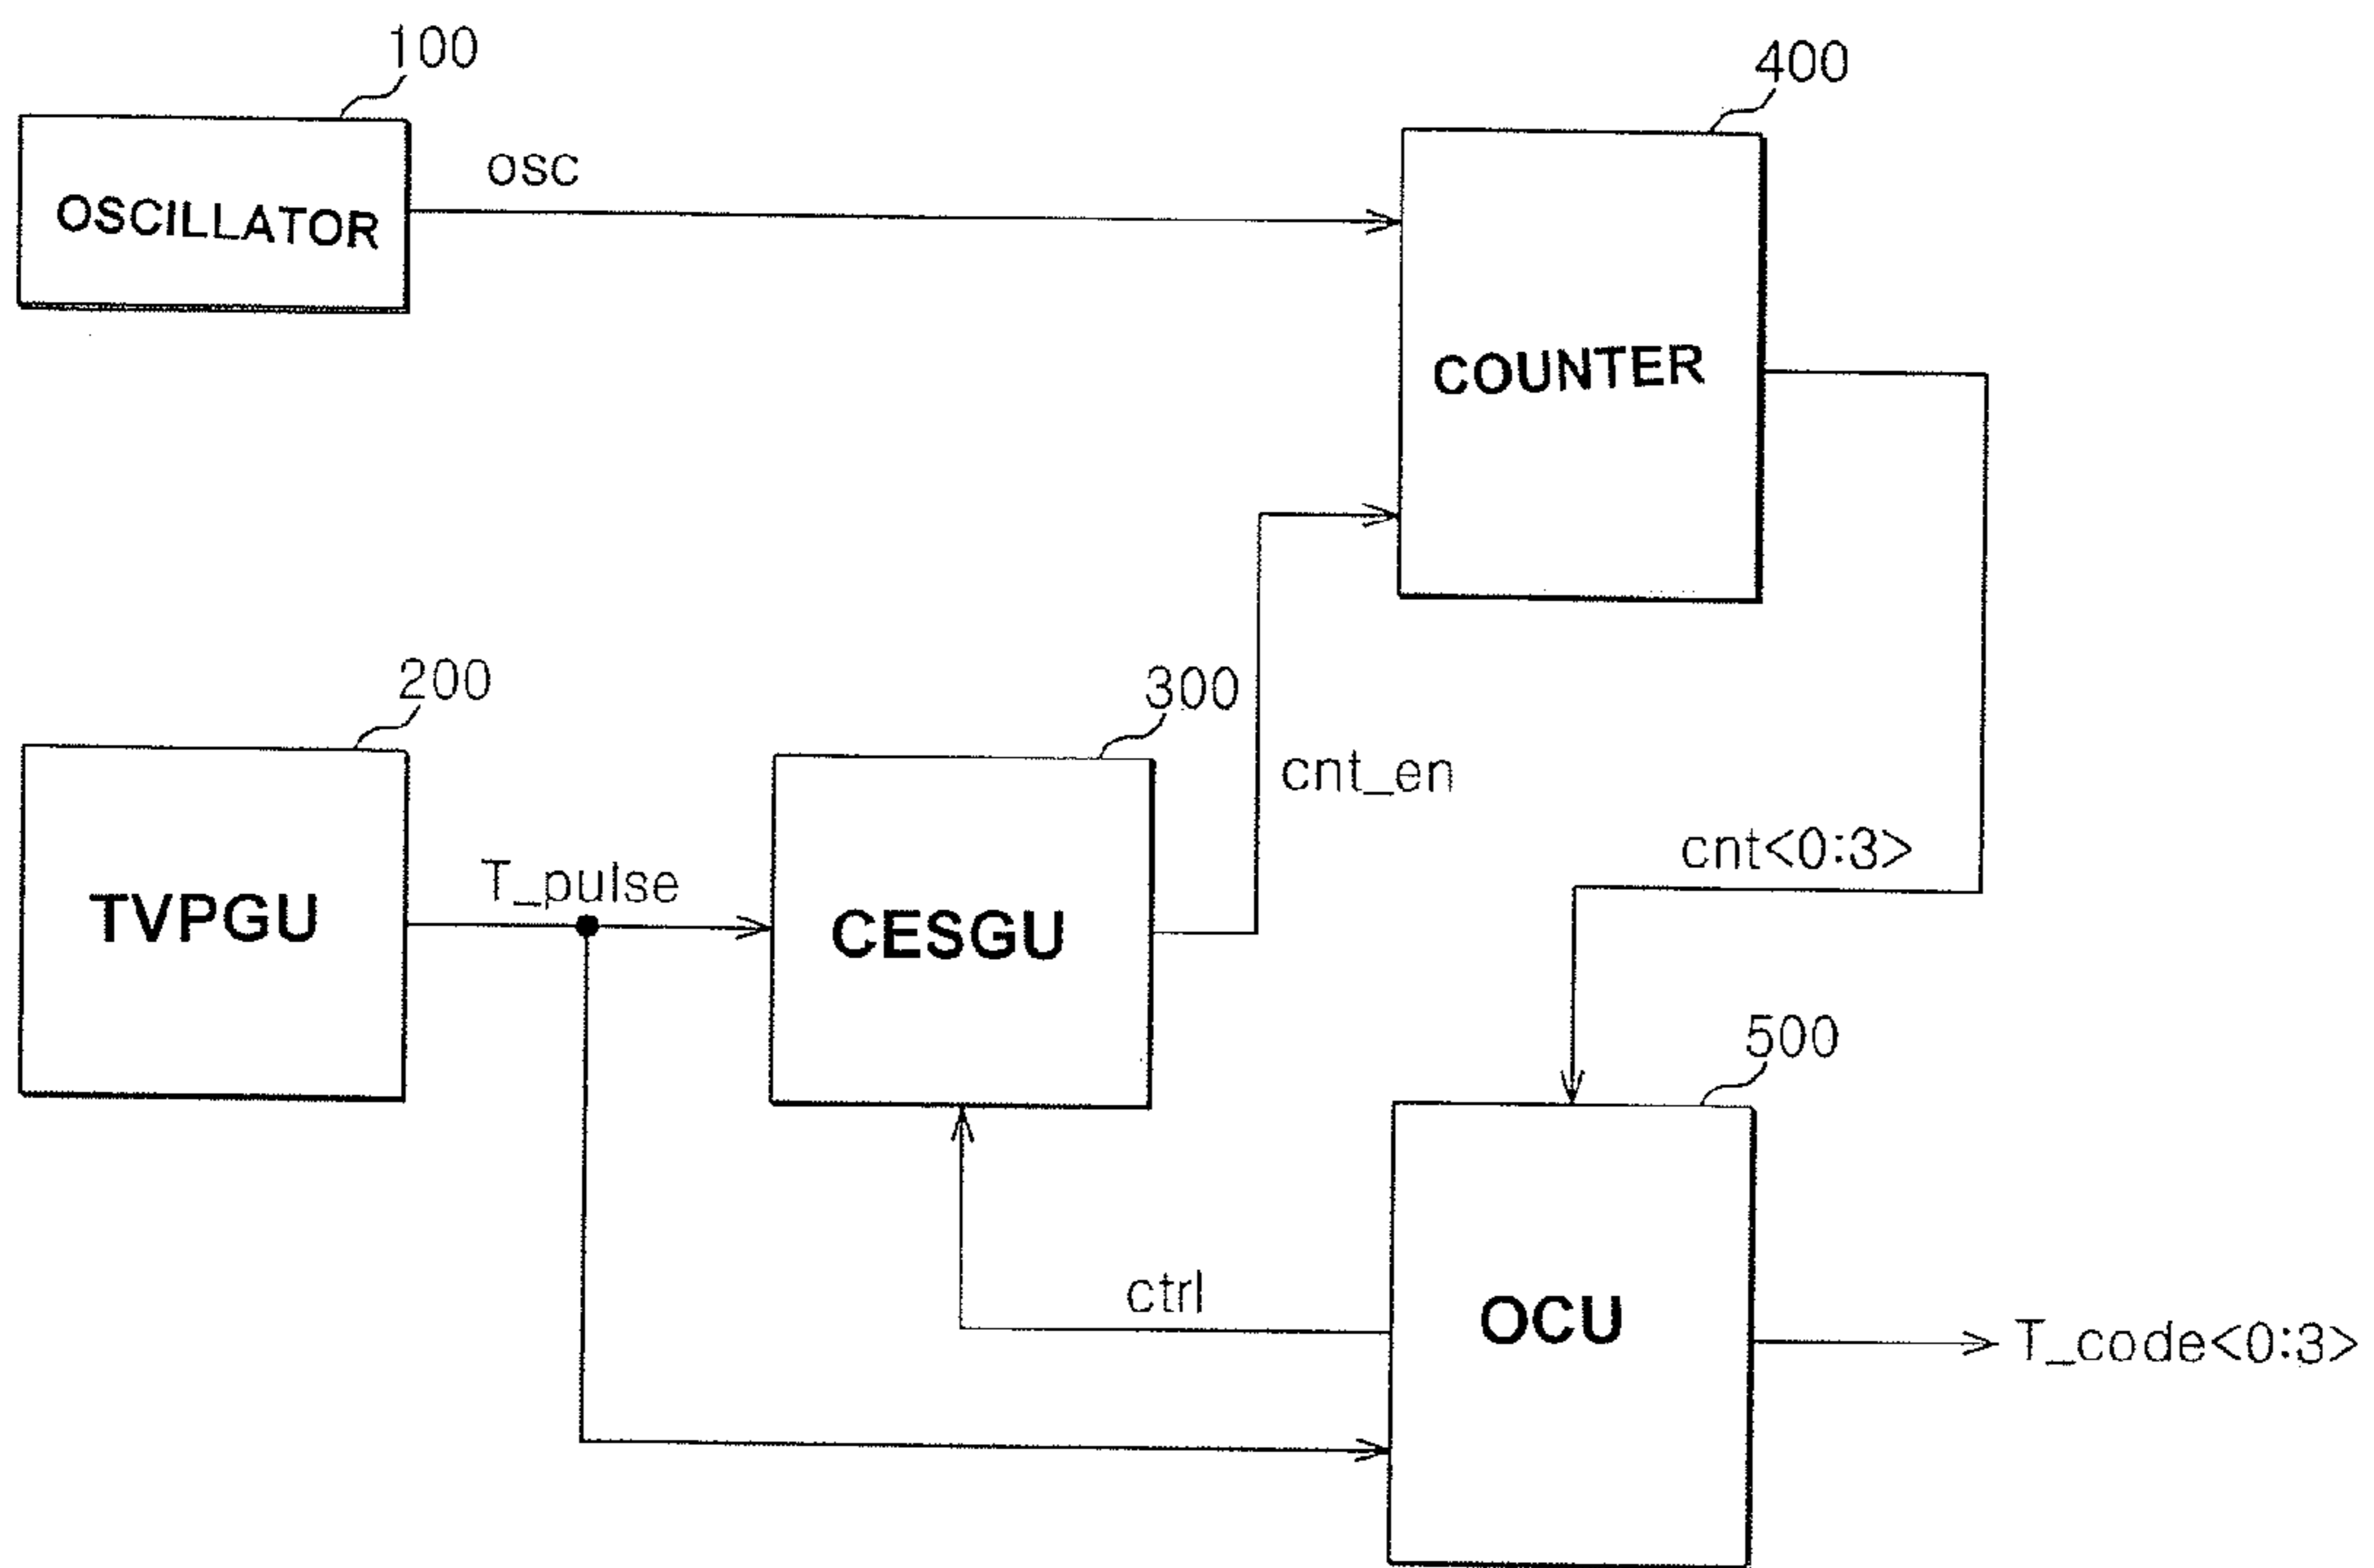 100
OSCILLATOR
osc
400
COUNTER
200
TVPGU
T_pulse
300
CESGU
cnt_en
cnt<0:3>
500
OCU
ctrl
T_code<0:3>